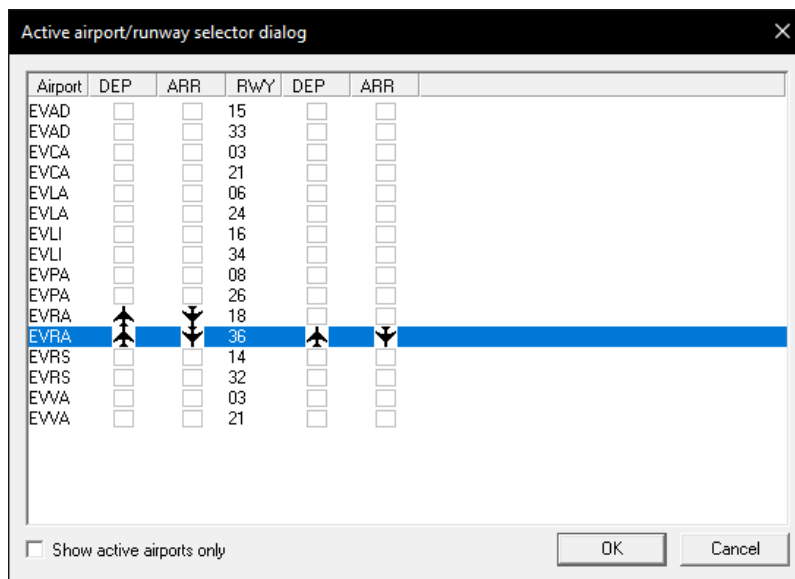 Active airport/runway selector dialog
Airport DEP ARR RWY DEP ARR
EVAD 15
EVAD 33
EVCA 03
EVCA 21
EVLA 06
EVLA 24
EVLI 16
EVLI 34
EVPA 08
EVPA 26
EVRA 18
EVRA 36
EVRS 14
EVRS 32
EVVA 03
EVVA 21
Show active airports only OK Cancel